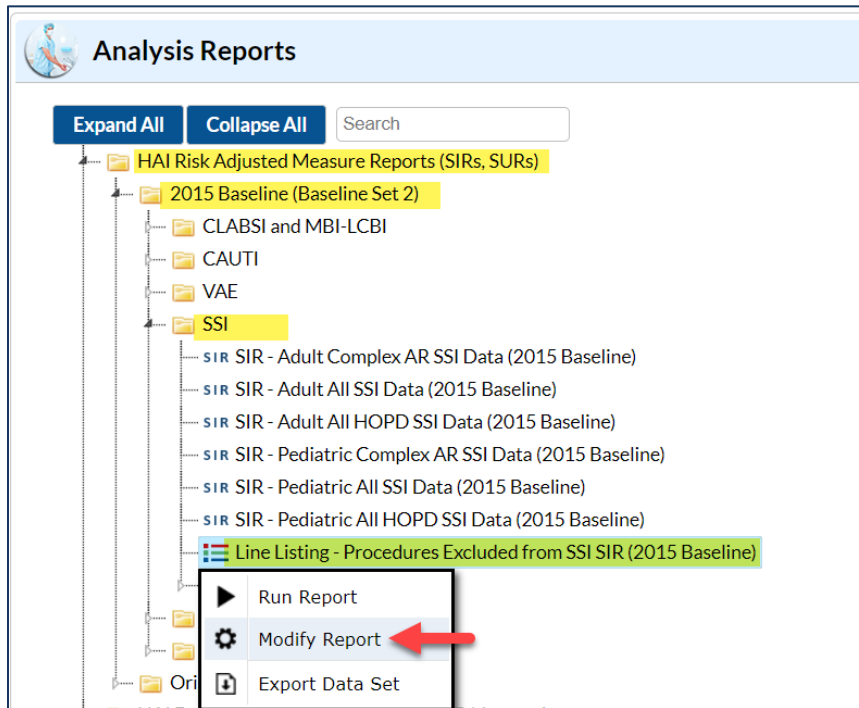 Analysis Reports
Expand All Collapse All Search
HAI Risk Adjusted Measure Reports (SIRs, SURs)
2015 Baseline (Baseline Set 2)
CLABSI and MBI-LCBI
CAUTI
VAE
SSI
SIR SIR - Adult Complex AR SSI Data (2015 Baseline)
SIR SIR - Adult All SSI Data (2015 Baseline)
SIR SIR - Adult All HOPD SSI Data (2015 Baseline)
SIR SIR - Pediatric Complex AR SSI Data (2015 Baseline)
SIR SIR - Pediatric All SSI Data (2015 Baseline)
SIR SIR - Pediatric All HOPD SSI Data (2015 Baseline)
Line Listing - Procedures Excluded from SSI SIR (2015 Baseline)
Run Report
Modify Report
Ori Export Data Set